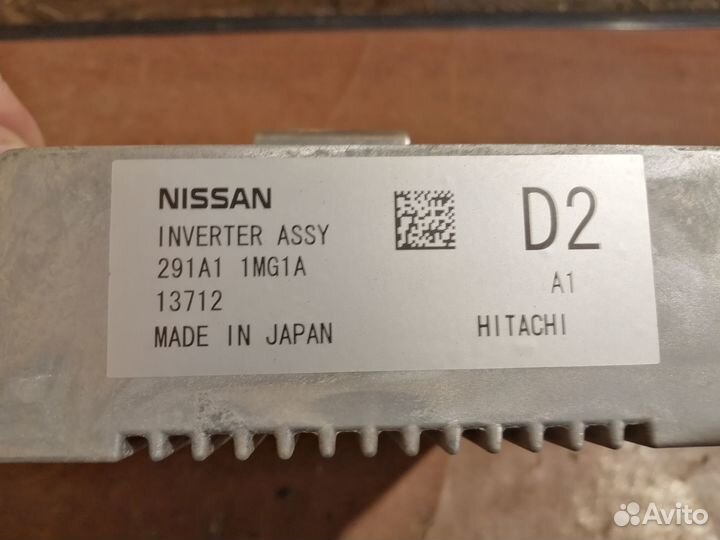 NISSAN
INVERTER ASSY
291A1 1MG1A
13712
MADE IN JAPAN
D2
A1
HITACHI
Avito